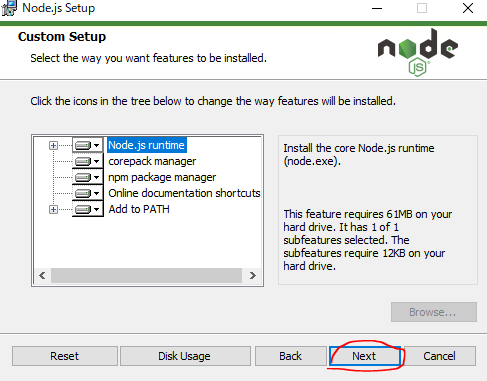 Node.js Setup
Custom Setup
Select the way you want features to be installed.
node
JS
Click the icons in the tree below to change the way features will be installed.
Node.js runtime
corepack manager
npm package manager
Online documentation shortcuts
Add to PATH
Install the core Node.js runtime
(node.exe).
This feature requires 61MB on your
hard drive. It has 1 of 1
subfeatures selected. The
subfeatures require 12KB on your
hard drive.
Browse...
Reset
Disk Usage
Back
Next
Cancel